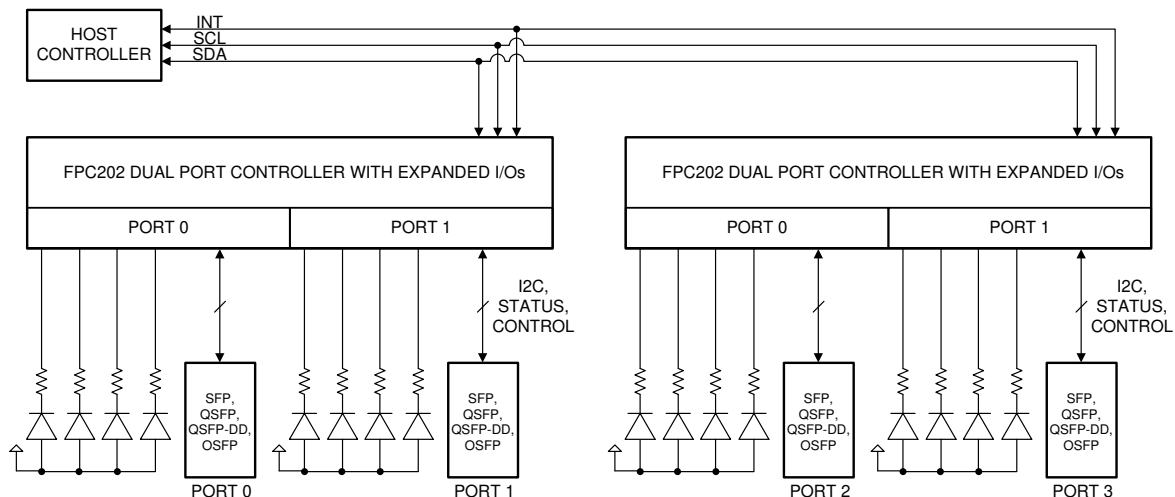 HOST
CONTROLLER
INT
SCL
SDA
FPC202 DUAL PORT CONTROLLER WITH EXPANDED I/Os
PORT 0
PORT 1
I2C,
STATUS,
CONTROL
SFP,
QSFP,
QSFP-DD,
OSFP
PORT 0
SFP,
QSFP,
QSFP-DD,
OSFP
PORT 1
FPC202 DUAL PORT CONTROLLER WITH EXPANDED I/Os
PORT 0
PORT 1
I2C,
STATUS,
CONTROL
SFP,
QSFP,
QSFP-DD,
OSFP
PORT 2
SFP,
QSFP,
QSFP-DD,
OSFP
PORT 3